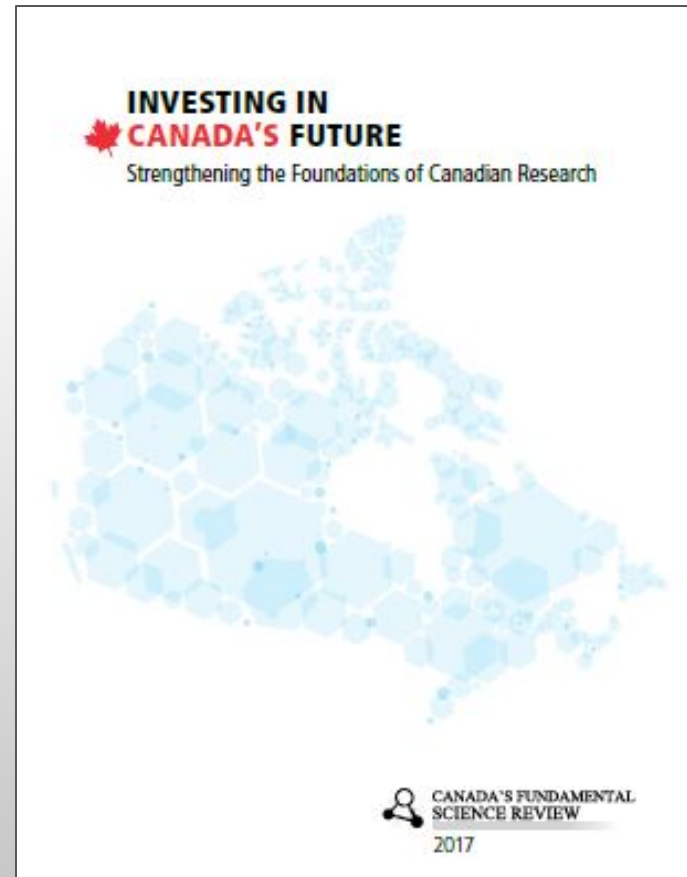 INVESTING IN
CANADA'S FUTURE
Strengthening the Foundations of Canadian Research
CANADA'S FUNDAMENTAL
SCIENCE REVIEW
2017